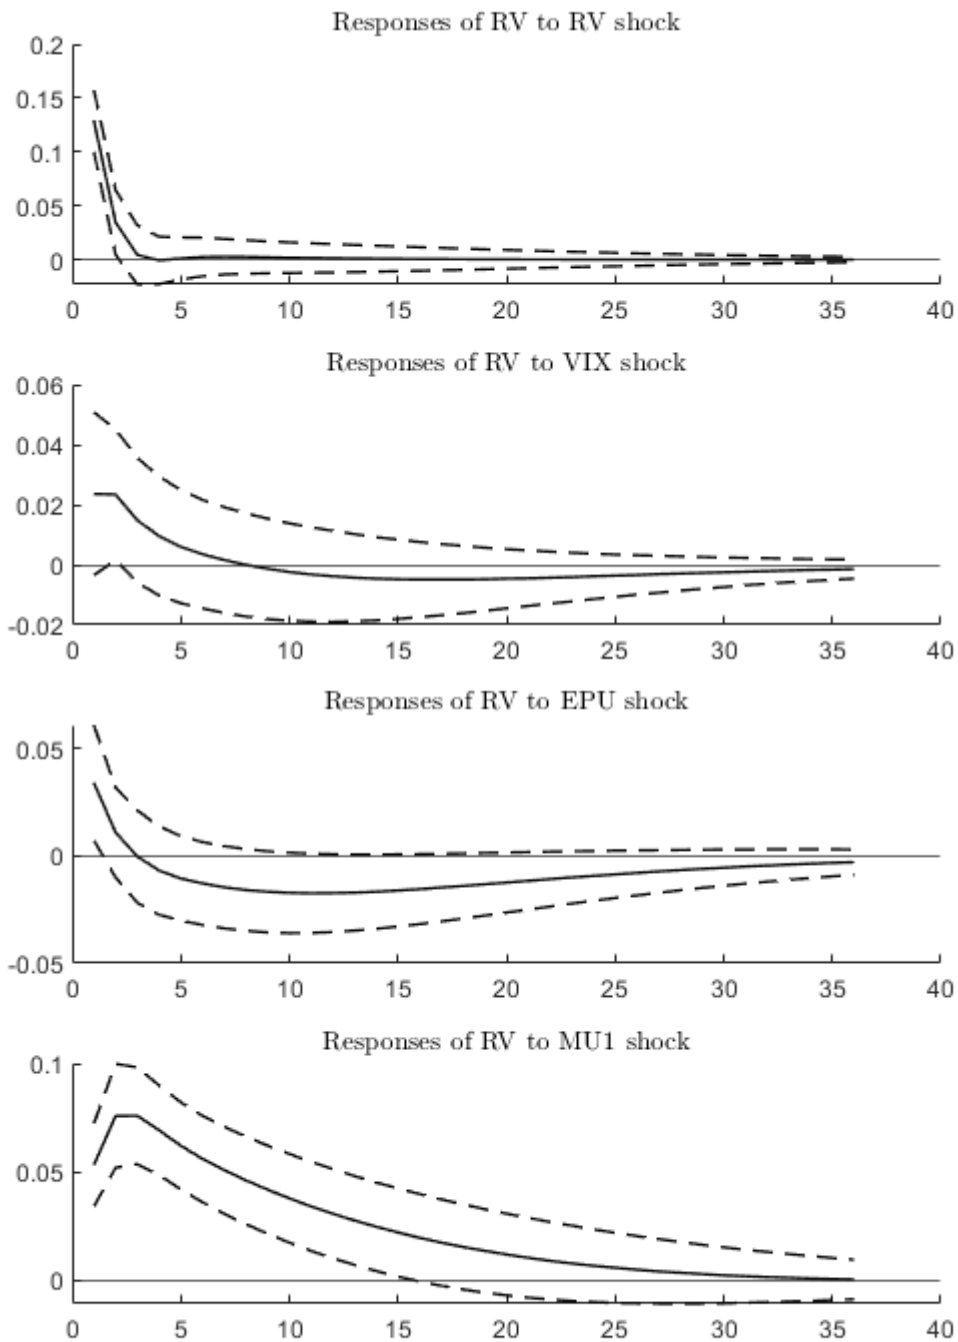 Responses of RV to RV shock
0.2
0.15
0.1
0.05
0
0 5 10 15 20 25 30 35 40
Responses of RV to VIX shock
0.06
0.04
0.02
0
-0.02
0 5 10 15 20 25 30 35 40
Responses of RV to EPU shock
0.05
0
-0.05
0 5 10 15 20 25 30 35 40
Responses of RV to MU1 shock
0.1
0.05
0
0 5 10 15 20 25 30 35 40